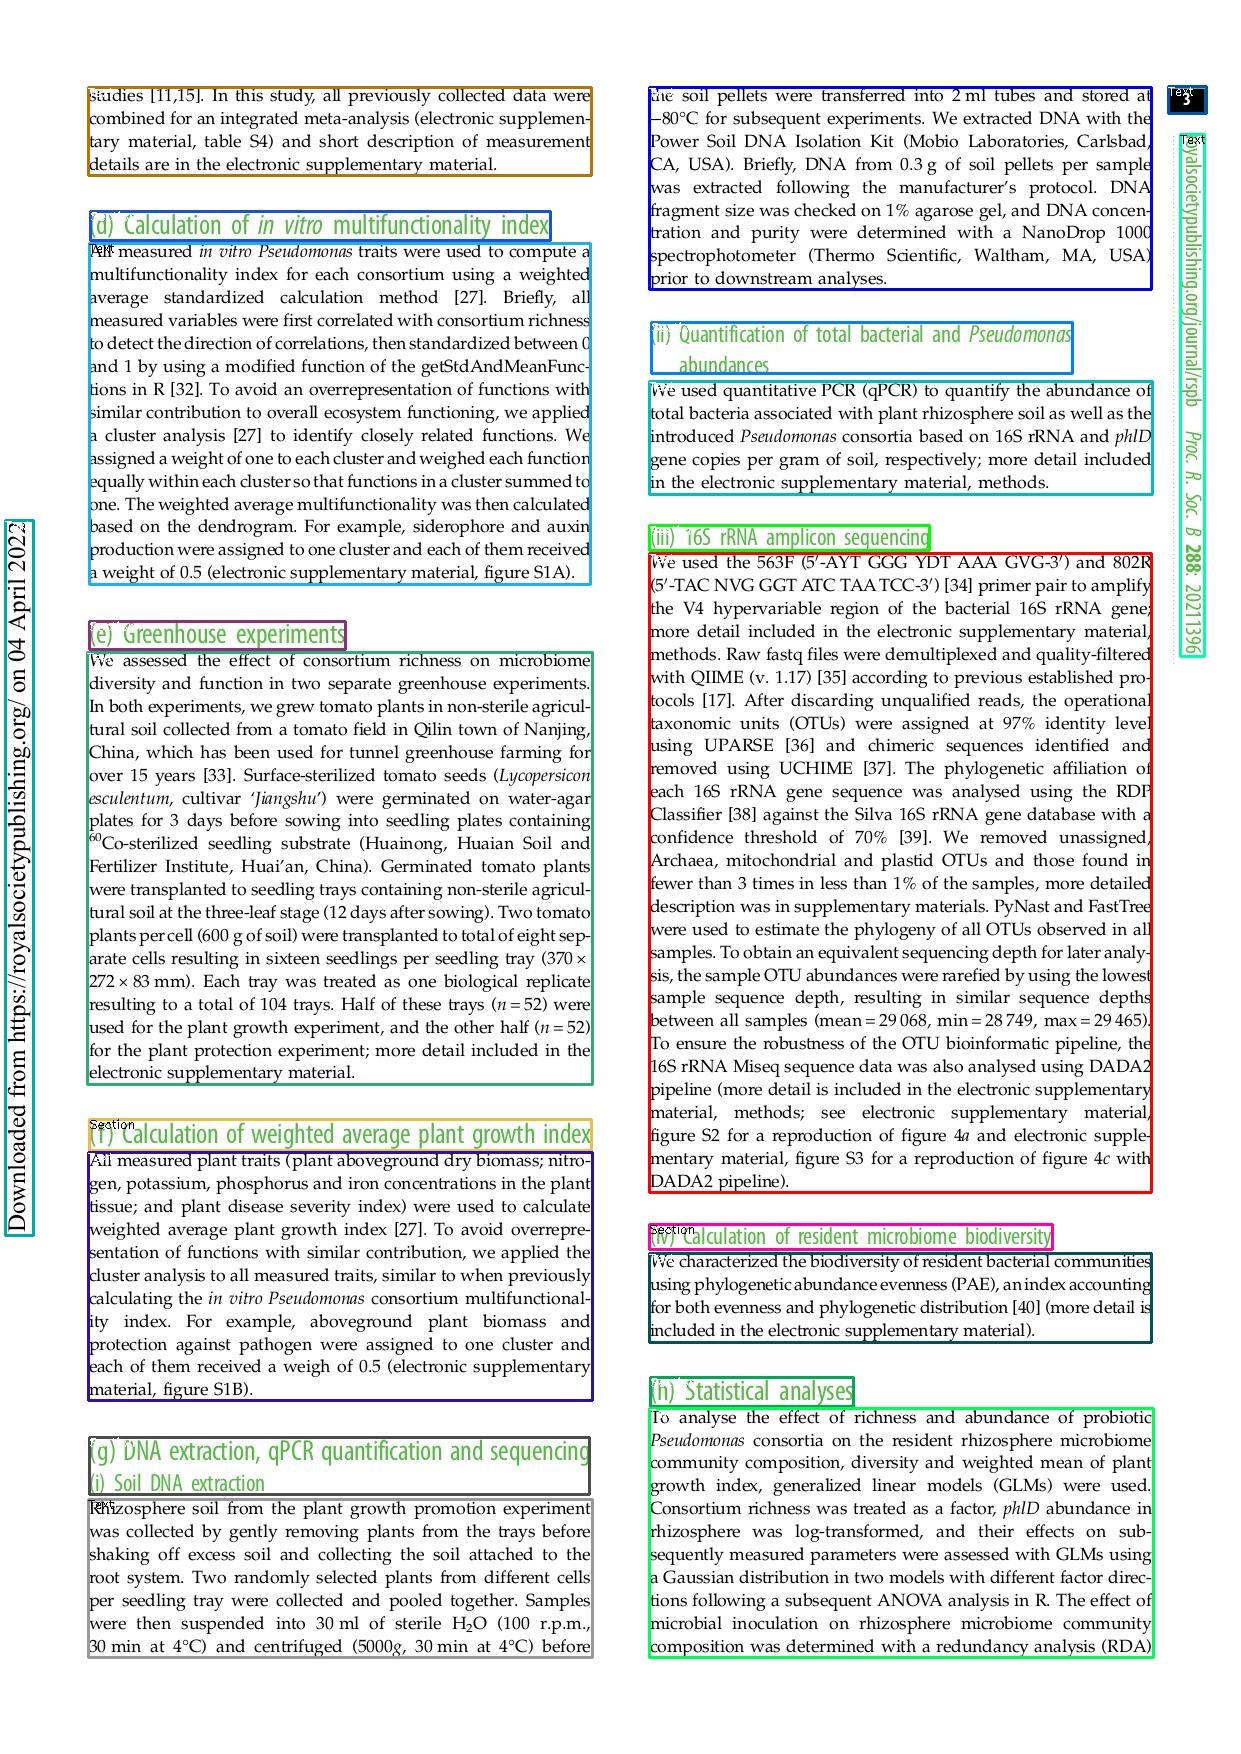 studies [11,15]. In this study, all previously collected data were
combined for an integrated meta-analysis (electronic supplemen-
tary material, table S4) and short description of measurement
details are in the electronic supplementary material.
(d) Calculation of in vitro multifunctionality index
All measured in vitro Pseudomonas traits were used to compute a
multifunctionality index for each consortium using a weighted
average standardized calculation method [27]. Briefly, all
measured variables were first correlated with consortium richness
to detect the direction of correlations, then standardized between 0
and 1 by using a modified function of the getStdAndMeanFunc-
tions in R [32]. To avoid an overrepresentation of functions with
similar contribution to overall ecosystem functioning, we applied
a cluster analysis [27] to identify closely related functions. We
assigned a weight of one to each cluster and weighed each function
equally within each cluster so that functions in a cluster summed to
one. The weighted average multifunctionality was then calculated
based on the dendrogram. For example, siderophore and auxin
production were assigned to one cluster and each of them received
a weight of 0.5 (electronic supplementary material, figure S1A).
(e) Greenhouse experiments
We assessed the effect of consortium richness on microbiome
diversity and function in two separate greenhouse experiments.
In both experiments, we grew tomato plants in non-sterile agricul-
tural soil collected from a tomato field in Qilin town of Nanjing,
China, which has been used for tunnel greenhouse farming for
over 15 years [33]. Surface-sterilized tomato seeds (Lycopersicon
esculentum, cultivar ‘Jiangshu’) were germinated on water-agar
plates for 3 days before sowing into seedling plates containing
60Co-sterilized seedling substrate (Huainong, Huaian Soil and
Fertilizer Institute, Huai’an, China). Germinated tomato plants
were transplanted to seedling trays containing non-sterile agricul-
tural soil at the three-leaf stage (12 days after sowing). Two tomato
plants per cell (600 g of soil) were transplanted to total of eight sep-
arate cells resulting in sixteen seedlings per seedling tray (370 ×
272 × 83 mm). Each tray was treated as one biological replicate
resulting to a total of 104 trays. Half of these trays (n = 52) were
used for the plant growth experiment, and the other half (n = 52)
for the plant protection experiment; more detail included in the
electronic supplementary material.
Section
(f) Calculation of weighted average plant growth index
All measured plant traits (plant aboveground dry biomass; nitro-
gen, potassium, phosphorus and iron concentrations in the plant
tissue; and plant disease severity index) were used to calculate
weighted average plant growth index [27]. To avoid overrepre-
sentation of functions with similar contribution, we applied the
cluster analysis to all measured traits, similar to when previously
calculating the in vitro Pseudomonas consortium multifunctional-
ity index. For example, aboveground plant biomass and
protection against pathogen were assigned to one cluster and
each of them received a weigh of 0.5 (electronic supplementary
material, figure S1B).
(g) DNA extraction, qPCR quantification and sequencing
(i) Soil DNA extraction
Text
Rhizosphere soil from the plant growth promotion experiment
was collected by gently removing plants from the trays before
shaking off excess soil and collecting the soil attached to the
root system. Two randomly selected plants from different cells
per seedling tray were collected and pooled together. Samples
were then suspended into 30 ml of sterile H2O (100 r.p.m.,
30 min at 4°C) and centrifuged (5000g, 30 min at 4°C) before
the soil pellets were transferred into 2 ml tubes and stored at
−80°C for subsequent experiments. We extracted DNA with the
Power Soil DNA Isolation Kit (Mobio Laboratories, Carlsbad,
CA, USA). Briefly, DNA from 0.3 g of soil pellets per sample
was extracted following the manufacturer’s protocol. DNA
fragment size was checked on 1% agarose gel, and DNA concen-
tration and purity were determined with a NanoDrop 1000
spectrophotometer (Thermo Scientific, Waltham, MA, USA)
prior to downstream analyses.
(ii) Quantification of total bacterial and Pseudomonas
abundances
We used quantitative PCR (qPCR) to quantify the abundance of
total bacteria associated with plant rhizosphere soil as well as the
introduced Pseudomonas consortia based on 16S rRNA and phlD
gene copies per gram of soil, respectively; more detail included
in the electronic supplementary material, methods.
(iii) 16S rRNA amplicon sequencing
We used the 563F (5′-AYT GGG YDT AAA GVG-3′) and 802R
(5′-TAC NVG GGT ATC TAA TCC-3′) [34] primer pair to amplify
the V4 hypervariable region of the bacterial 16S rRNA gene;
more detail included in the electronic supplementary material,
methods. Raw fastq files were demultiplexed and quality-filtered
with QIIME (v. 1.17) [35] according to previous established pro-
tocols [17]. After discarding unqualified reads, the operational
taxonomic units (OTUs) were assigned at 97% identity level
using UPARSE [36] and chimeric sequences identified and
removed using UCHIME [37]. The phylogenetic affiliation of
each 16S rRNA gene sequence was analysed using the RDP
Classifier [38] against the Silva 16S rRNA gene database with a
confidence threshold of 70% [39]. We removed unassigned,
Archaea, mitochondrial and plastid OTUs and those found in
fewer than 3 times in less than 1% of the samples, more detailed
description was in supplementary materials. PyNast and FastTree
were used to estimate the phylogeny of all OTUs observed in all
samples. To obtain an equivalent sequencing depth for later analy-
sis, the sample OTU abundances were rarefied by using the lowest
sample sequence depth, resulting in similar sequence depths
between all samples (mean = 29 068, min = 28 749, max = 29 465).
To ensure the robustness of the OTU bioinformatic pipeline, the
16S rRNA Miseq sequence data was also analysed using DADA2
pipeline (more detail is included in the electronic supplementary
material, methods; see electronic supplementary material,
figure S2 for a reproduction of figure 4a and electronic supple-
mentary material, figure S3 for a reproduction of figure 4c with
DADA2 pipeline).
Section
(iv) Calculation of resident microbiome biodiversity
We characterized the biodiversity of resident bacterial communities
using phylogenetic abundance evenness (PAE), an index accounting
for both evenness and phylogenetic distribution [40] (more detail is
included in the electronic supplementary material).
(h) Statistical analyses
To analyse the effect of richness and abundance of probiotic
Pseudomonas consortia on the resident rhizosphere microbiome
community composition, diversity and weighted mean of plant
growth index, generalized linear models (GLMs) were used.
Consortium richness was treated as a factor, phlD abundance in
rhizosphere was log-transformed, and their effects on sub-
sequently measured parameters were assessed with GLMs using
a Gaussian distribution in two models with different factor direc-
tions following a subsequent ANOVA analysis in R. The effect of
microbial inoculation on rhizosphere microbiome community
composition was determined with a redundancy analysis (RDA)
Text
3
Text
royalsocietypublishing.org/journal/rspb Proc. R. Soc. B 288: 20211396
Downloaded from https://royalsocietypublishing.org/ on 04 April 2022